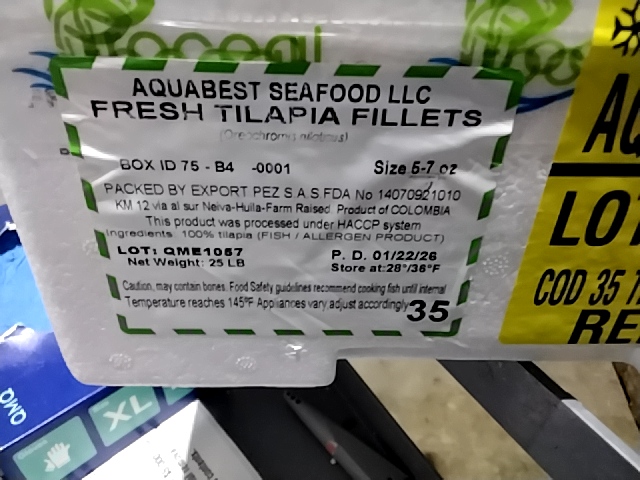 AQUABEST SEAFOOD LLC
FRESH TILAPIA FILLETS
(Oreochromis niloticus)
BOX ID 75 - B4 -0001 Size 5-7 oz
PACKED BY EXPORT PEZ S.A.S FDA No 14070921010
KM 12 via al sur Neiva-Huila-Farm Raised. Product of COLOMBIA
This product was processed under HACCP system
Ingredients: 100% tilapia (FISH / ALLERGEN PRODUCT)
LOT: QME1067 P. D. 01/22/26
Net Weight: 25 LB Store at:28°/36°F
Caution, may contain bones. Food Safety guidelines recommend cooking fish until internal
Temperature reaches 145ºF Appliances vary,adjust accordingly
35
AQ
LOT
COD 35 T
RE
QMQ
XL